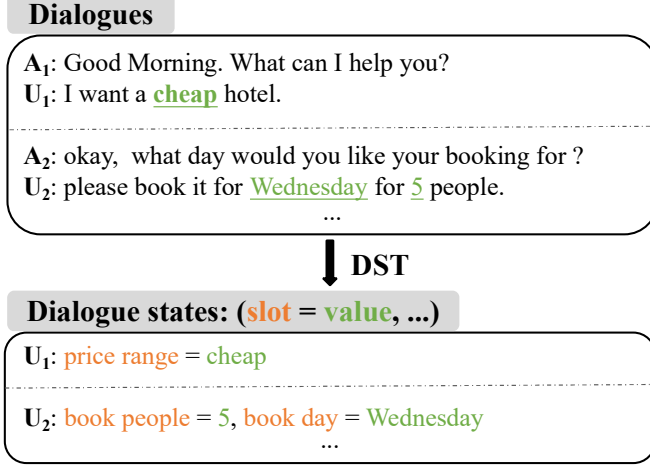 Dialogues
A₁: Good Morning. What can I help you?
U₁: I want a cheap hotel.
A₂: okay, what day would you like your booking for ?
U₂: please book it for Wednesday for 5 people.
...
DST
Dialogue states: (slot = value, ...)
U₁: price range = cheap
U₂: book people = 5, book day = Wednesday
...